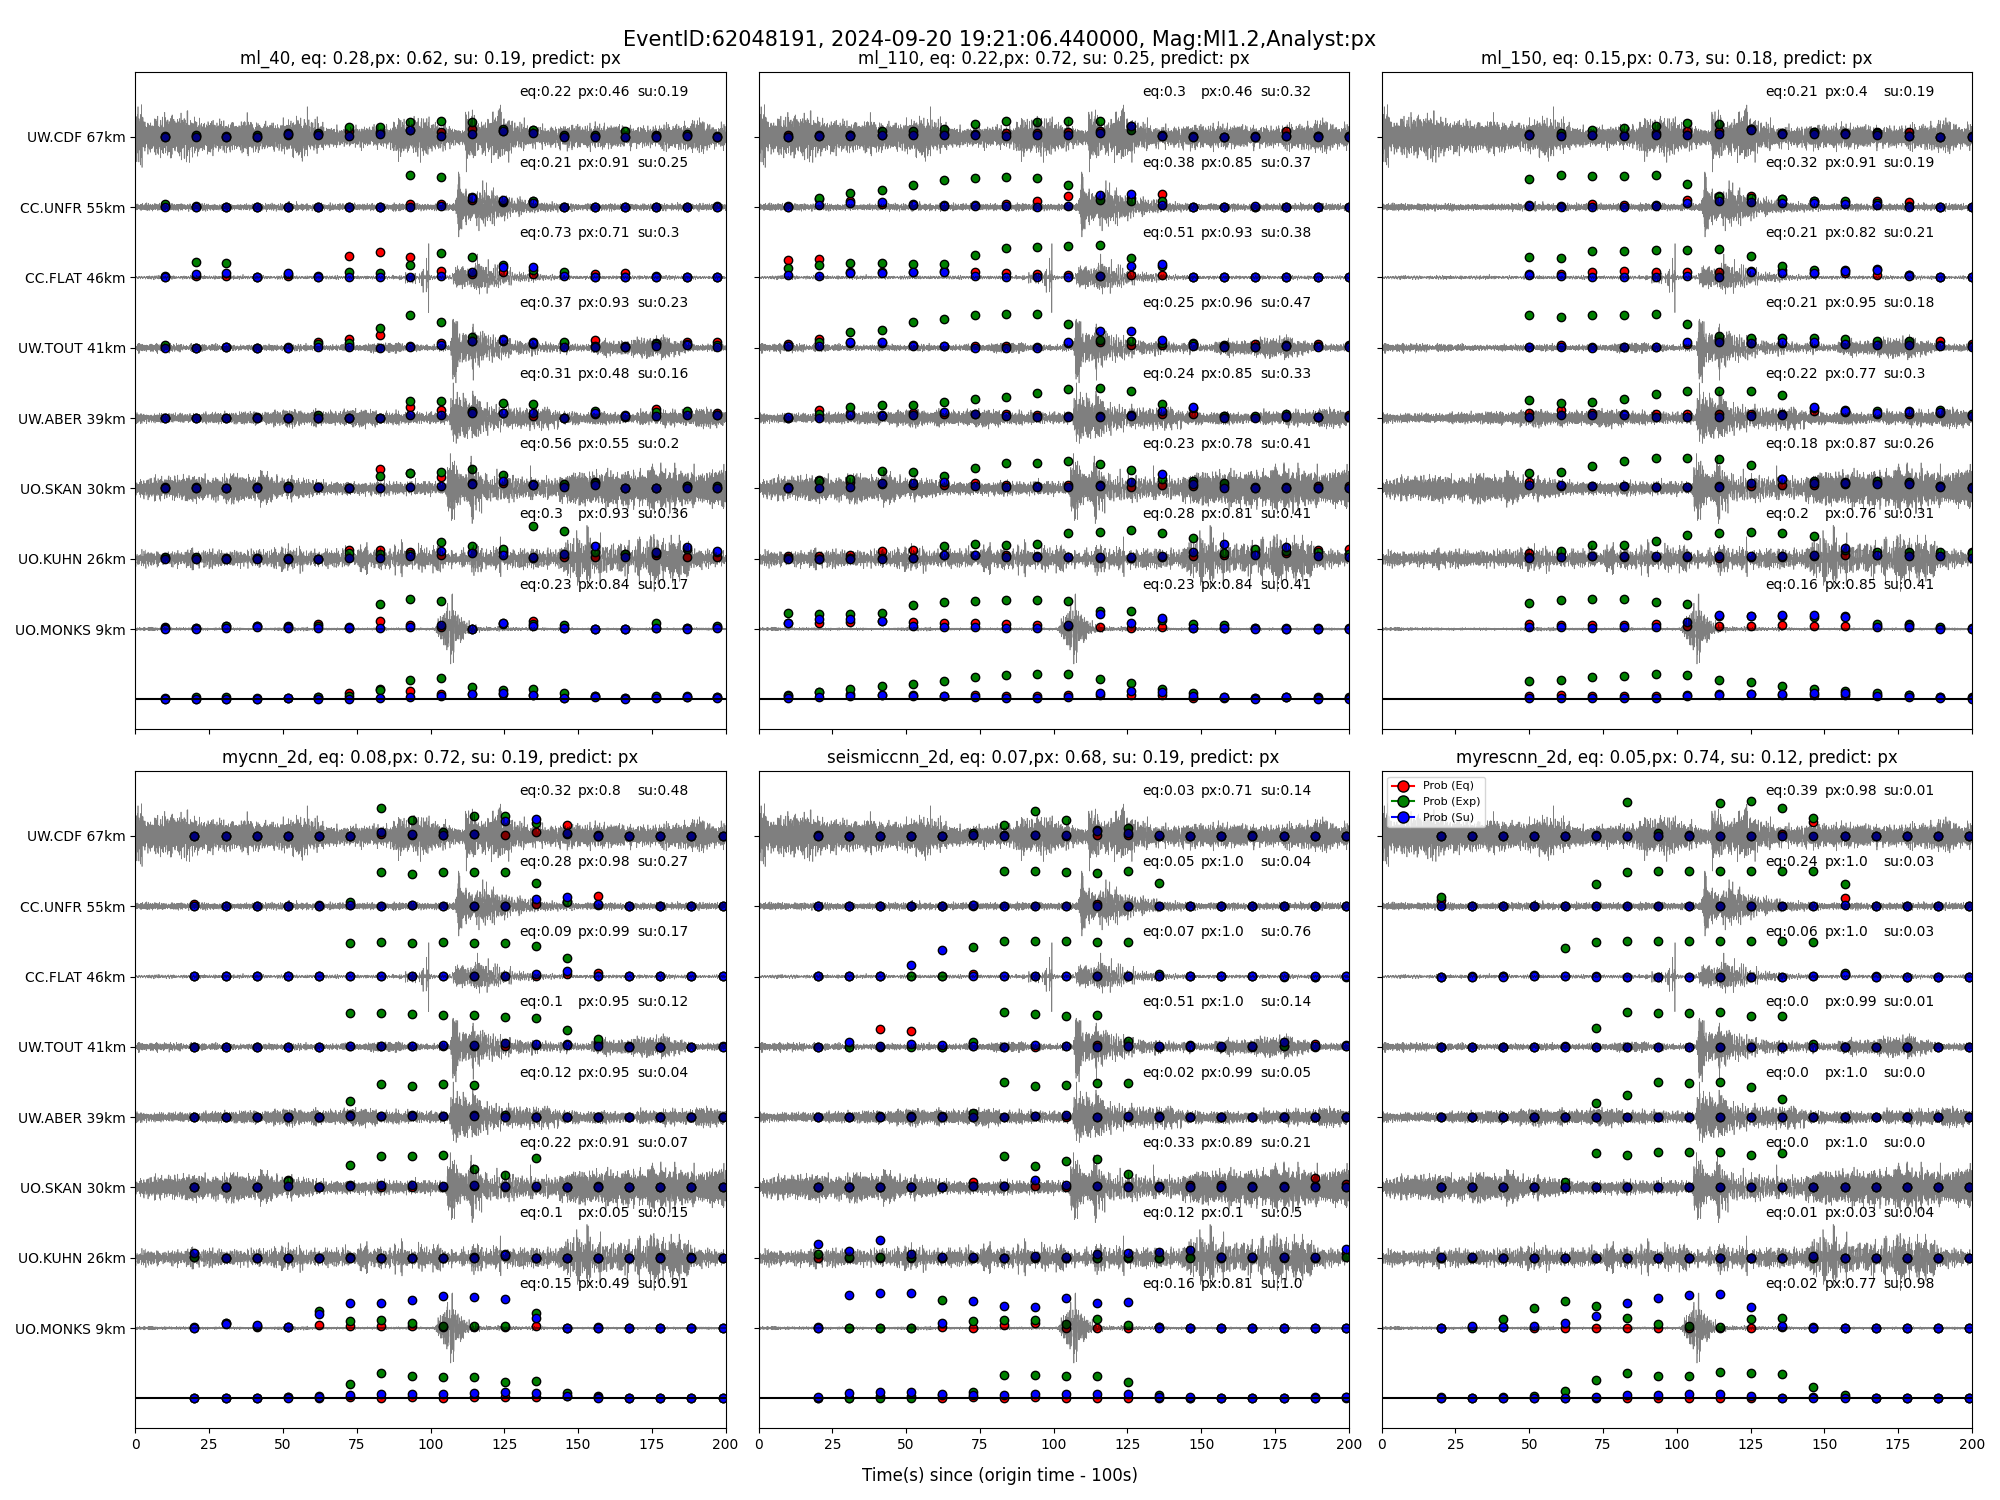 EventID:62048191, 2024-09-20 19:21:06.440000, Mag:Ml1.2,Analyst:px
ml_40, eq: 0.28,px: 0.62, su: 0.19, predict: px
UW.CDF 67km
eq:0.22 px:0.46 su:0.19
CC.UNFR 55km
eq:0.21 px:0.91 su:0.25
CC.FLAT 46km
eq:0.73 px:0.71 su:0.3
UW.TOUT 41km
eq:0.37 px:0.93 su:0.23
UW.ABER 39km
eq:0.31 px:0.48 su:0.16
UO.SKAN 30km
eq:0.56 px:0.55 su:0.2
UO.KUHN 26km
eq:0.3 px:0.93 su:0.36
UO.MONKS 9km
eq:0.23 px:0.84 su:0.17
ml_110, eq: 0.22,px: 0.72, su: 0.25, predict: px
eq:0.3 px:0.46 su:0.32
eq:0.38 px:0.85 su:0.37
eq:0.51 px:0.93 su:0.38
eq:0.25 px:0.96 su:0.47
eq:0.24 px:0.85 su:0.33
eq:0.23 px:0.78 su:0.41
eq:0.28 px:0.81 su:0.41
eq:0.23 px:0.84 su:0.41
ml_150, eq: 0.15,px: 0.73, su: 0.18, predict: px
eq:0.21 px:0.4 su:0.19
eq:0.32 px:0.91 su:0.19
eq:0.21 px:0.82 su:0.21
eq:0.21 px:0.95 su:0.18
eq:0.22 px:0.77 su:0.3
eq:0.18 px:0.87 su:0.26
eq:0.2 px:0.76 su:0.31
eq:0.16 px:0.85 su:0.41
mycnn_2d, eq: 0.08,px: 0.72, su: 0.19, predict: px
UW.CDF 67km
eq:0.32 px:0.8 su:0.48
CC.UNFR 55km
eq:0.28 px:0.98 su:0.27
CC.FLAT 46km
eq:0.09 px:0.99 su:0.17
UW.TOUT 41km
eq:0.1 px:0.95 su:0.12
UW.ABER 39km
eq:0.12 px:0.95 su:0.04
UO.SKAN 30km
eq:0.22 px:0.91 su:0.07
UO.KUHN 26km
eq:0.1 px:0.05 su:0.15
UO.MONKS 9km
eq:0.15 px:0.49 su:0.91
0 25 50 75 100 125 150 175 200
seismiccnn_2d, eq: 0.07,px: 0.68, su: 0.19, predict: px
eq:0.03 px:0.71 su:0.14
eq:0.05 px:1.0 su:0.04
eq:0.07 px:1.0 su:0.76
eq:0.51 px:1.0 su:0.14
eq:0.02 px:0.99 su:0.05
eq:0.33 px:0.89 su:0.21
eq:0.12 px:0.1 su:0.5
eq:0.16 px:0.81 su:1.0
0 25 50 75 100 125 150 175 200
myrescnn_2d, eq: 0.05,px: 0.74, su: 0.12, predict: px
Prob (Eq)
Prob (Exp)
Prob (Su)
eq:0.39 px:0.98 su:0.01
eq:0.24 px:1.0 su:0.03
eq:0.06 px:1.0 su:0.03
eq:0.0 px:0.99 su:0.01
eq:0.0 px:1.0 su:0.0
eq:0.0 px:1.0 su:0.0
eq:0.01 px:0.03 su:0.04
eq:0.02 px:0.77 su:0.98
0 25 50 75 100 125 150 175 200
Time(s) since (origin time - 100s)